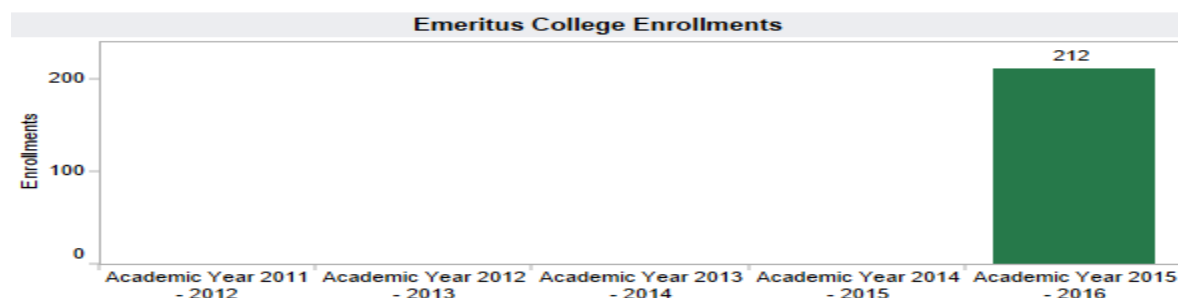 Emeritus College Enrollments
212
200
Enrollments
100
0
Academic Year 2011
- 2012
Academic Year 2012
- 2013
Academic Year 2013
- 2014
Academic Year 2014
- 2015
Academic Year 2015
- 2016